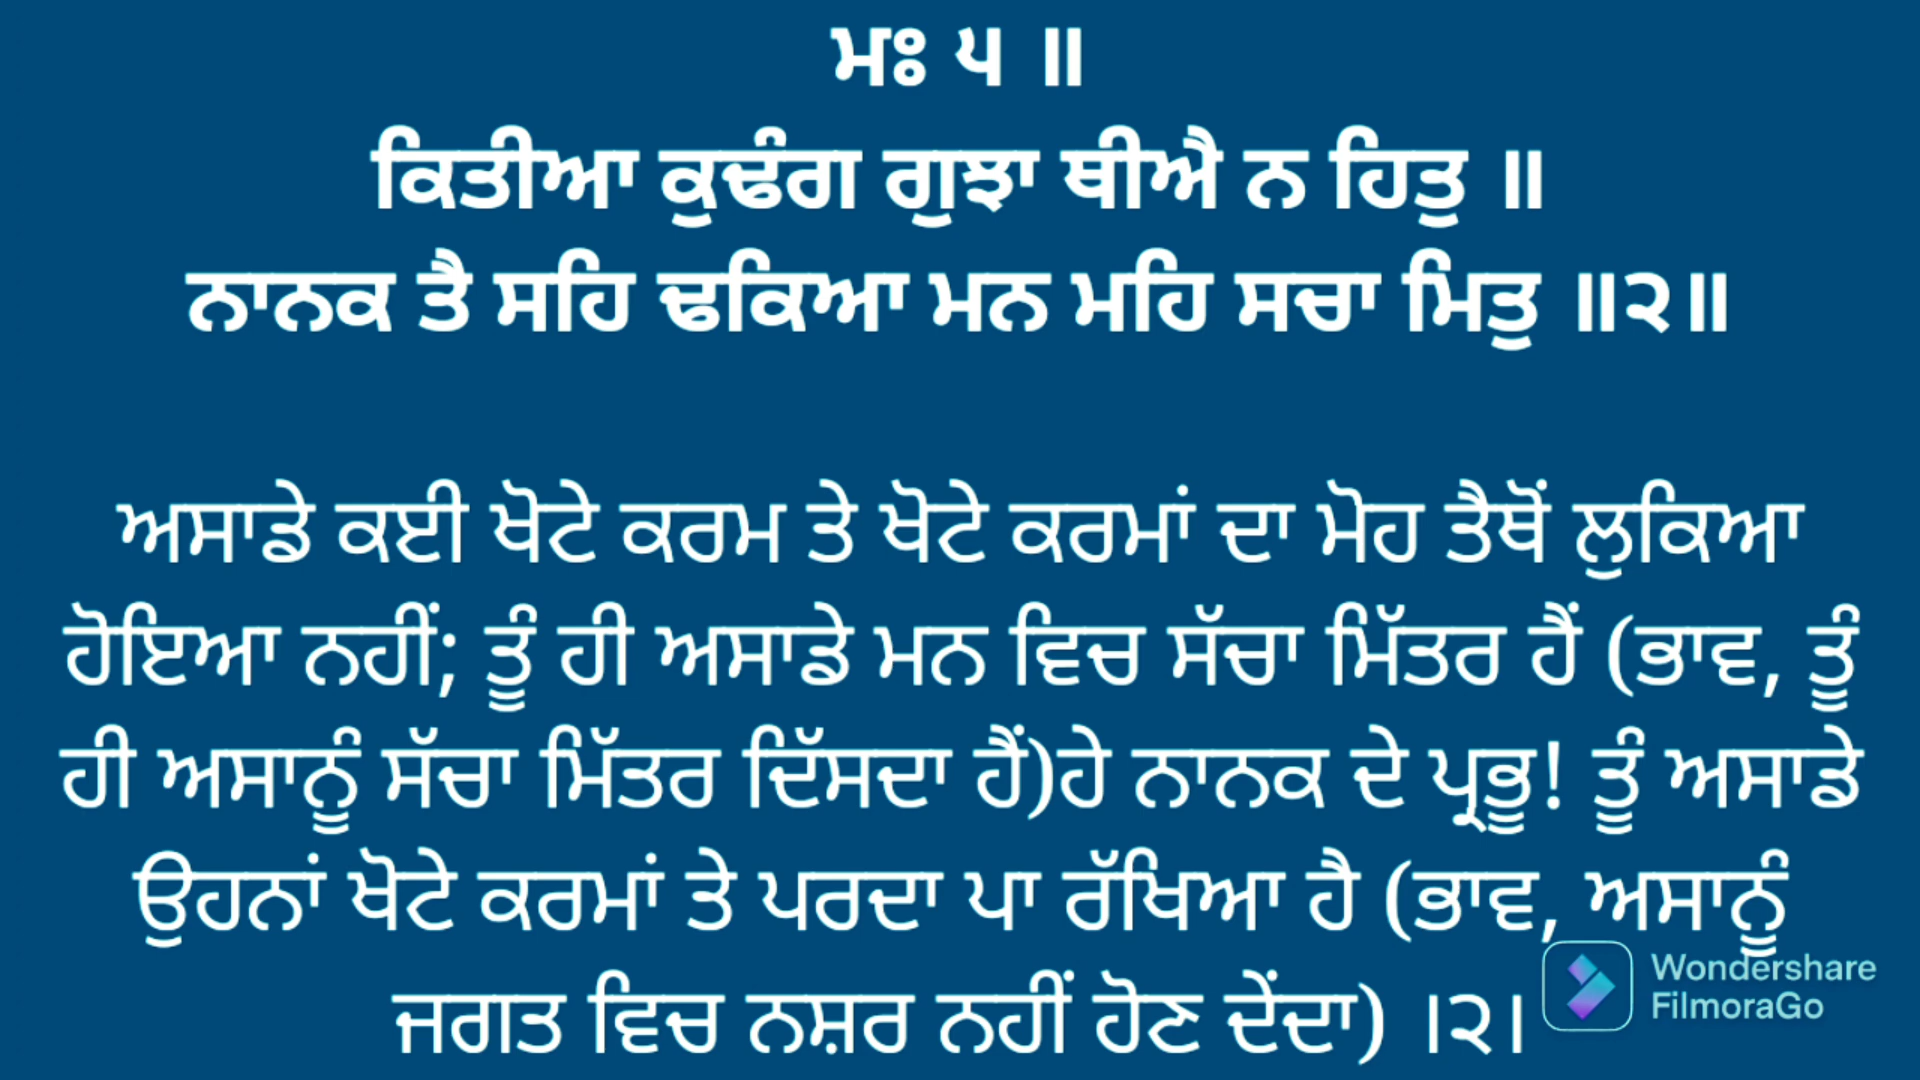 ਮਃ ੫ ॥
ਕਿਤੀਆ ਕੁਢੰਗ ਗੁਝਾ ਥੀਐ ਨ ਹਿਤੁ ॥
ਨਾਨਕ ਤੈ ਸਹਿ ਢਕਿਆ ਮਨ ਮਹਿ ਸਚਾ ਮਿਤੁ ॥੨॥
ਅਸਾਡੇ ਕਈ ਖੋਟੇ ਕਰਮ ਤੇ ਖੋਟੇ ਕਰਮਾਂ ਦਾ ਮੋਹ ਤੈਥੋਂ ਲੁਕਿਆ
ਹੋਇਆ ਨਹੀਂ; ਤੂੰ ਹੀ ਅਸਾਡੇ ਮਨ ਵਿਚ ਸੱਚਾ ਮਿੱਤਰ ਹੈਂ (ਭਾਵ, ਤੂੰ
ਹੀ ਅਸਾਨੂੰ ਸੱਚਾ ਮਿੱਤਰ ਦਿੱਸਦਾ ਹੈਂ)ਹੇ ਨਾਨਕ ਦੇ ਪ੍ਰਭੂ! ਤੂੰ ਅਸਾਡੇ
ਉਹਨਾਂ ਖੋਟੇ ਕਰਮਾਂ ਤੇ ਪਰਦਾ ਪਾ ਰੱਖਿਆ ਹੈ (ਭਾਵ, ਅਸਾਨੂੰ
ਜਗਤ ਵਿਚ ਨਸ਼ਰ ਨਹੀਂ ਹੋਣ ਦੇਂਦਾ) ।੨।
Wondershare
FilmoraGo